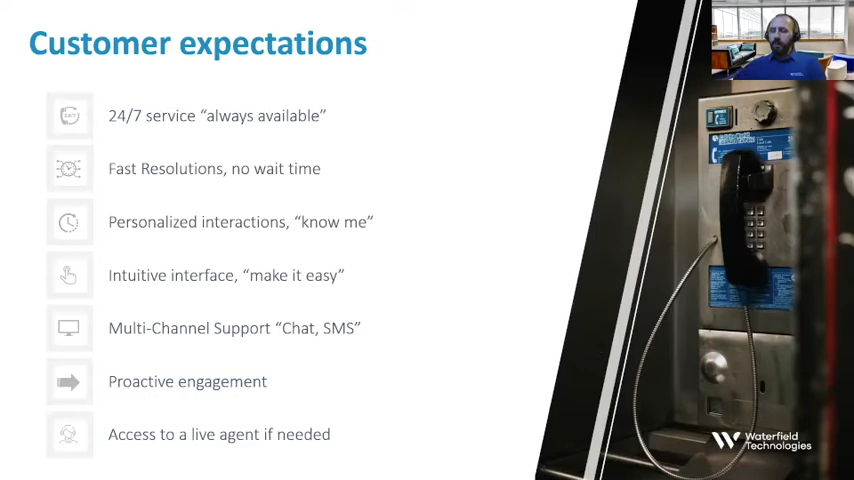 Customer expectations
24/7 service “always available”
Fast Resolutions, no wait time
Personalized interactions, “know me”
Intuitive interface, “make it easy”
Multi-Channel Support “Chat, SMS”
Proactive engagement
Access to a live agent if needed
Waterfield
Technologies